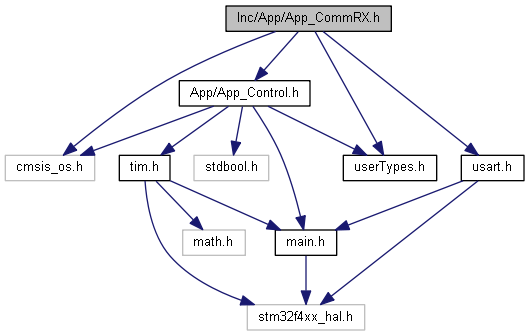 Inc/App/App_CommRX.h
App/App_Control.h
cmsis_os.h
tim.h
stdbool.h
userTypes.h
usart.h
math.h
main.h
stm32f4xx_hal.h